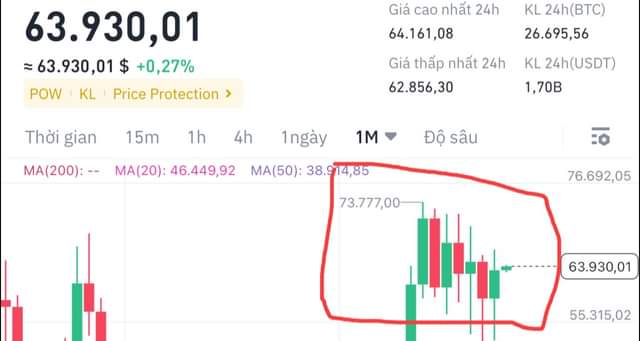 63.930,01
≈ 63.930,01 $ +0,27%
POW KL Price Protection >
Giá cao nhất 24h
64.161,08
KL 24h(BTC)
26.695,56
Giá thấp nhất 24h
62.856,30
KL 24h(USDT)
1,70B
Thời gian 15m 1h 4h 1ngày 1M Độ sâu
MA(200): -- MA(20): 46.449,92 MA(50): 38.914,85
76.692,05
73.777,00
63.930,01
55.315,02